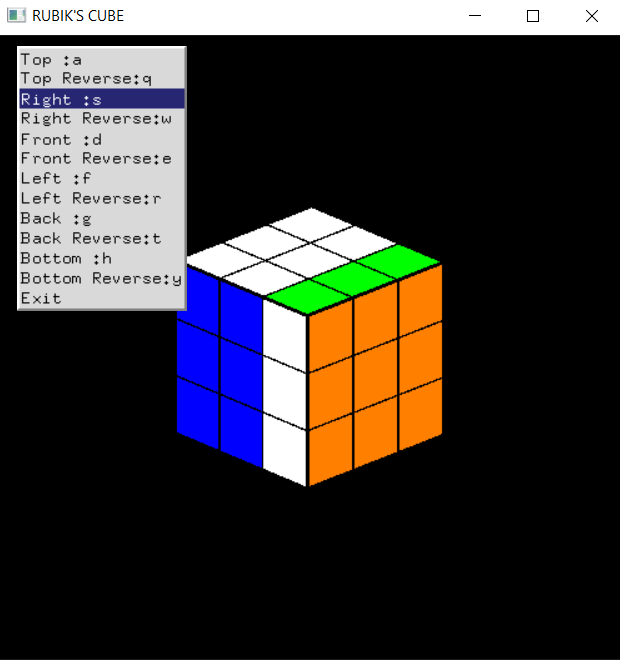 RUBIK'S CUBE
Top :a
Top Reverse:q
Right :s
Right Reverse:w
Front :d
Front Reverse:e
Left :f
Left Reverse:r
Back :g
Back Reverse:t
Bottom :h
Bottom Reverse:y
Exit